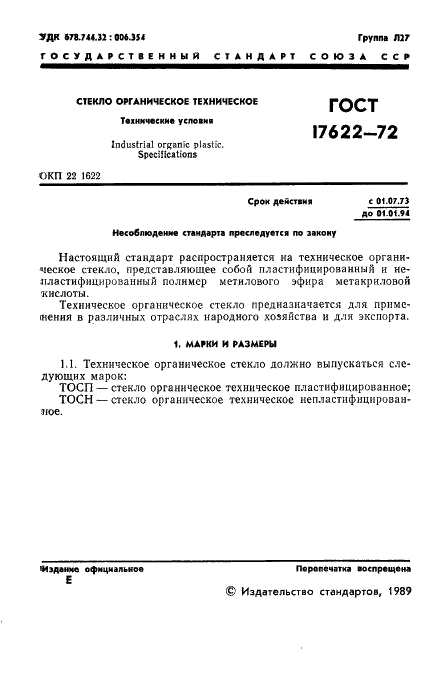 УДК 678.744.32 : 006.354 Группа Л27
ГОСУДАРСТВЕННЫЙ СТАНДАРТ СОЮЗА ССР
СТЕКЛО ОРГАНИЧЕСКОЕ ТЕХНИЧЕСКОЕ
Технические условия
Industrial organic plastic.
Specifications
ГОСТ
17622—72
ОКП 22 1622
Срок действия с 01.07.73
до 01.01.94
Несоблюдение стандарта преследуется по закону
Настоящий стандарт распространяется на техническое органи-
ческое стекло, представляющее собой пластифицированный и не-
пластифицированный полимер метилового эфира метакриловой
кислоты.
Техническое органическое стекло предназначается для приме-
нения в различных отраслях народного хозяйства и для экспорта.
1. МАРКИ И РАЗМЕРЫ
1.1. Техническое органическое стекло должно выпускаться сле-
дующих марок:
ТОСП — стекло органическое техническое пластифицированное;
ТОСН — стекло органическое техническое непластифицирован-
ное.
Издание официальное Перепечатка воспрещена
Е
© Издательство стандартов, 1989